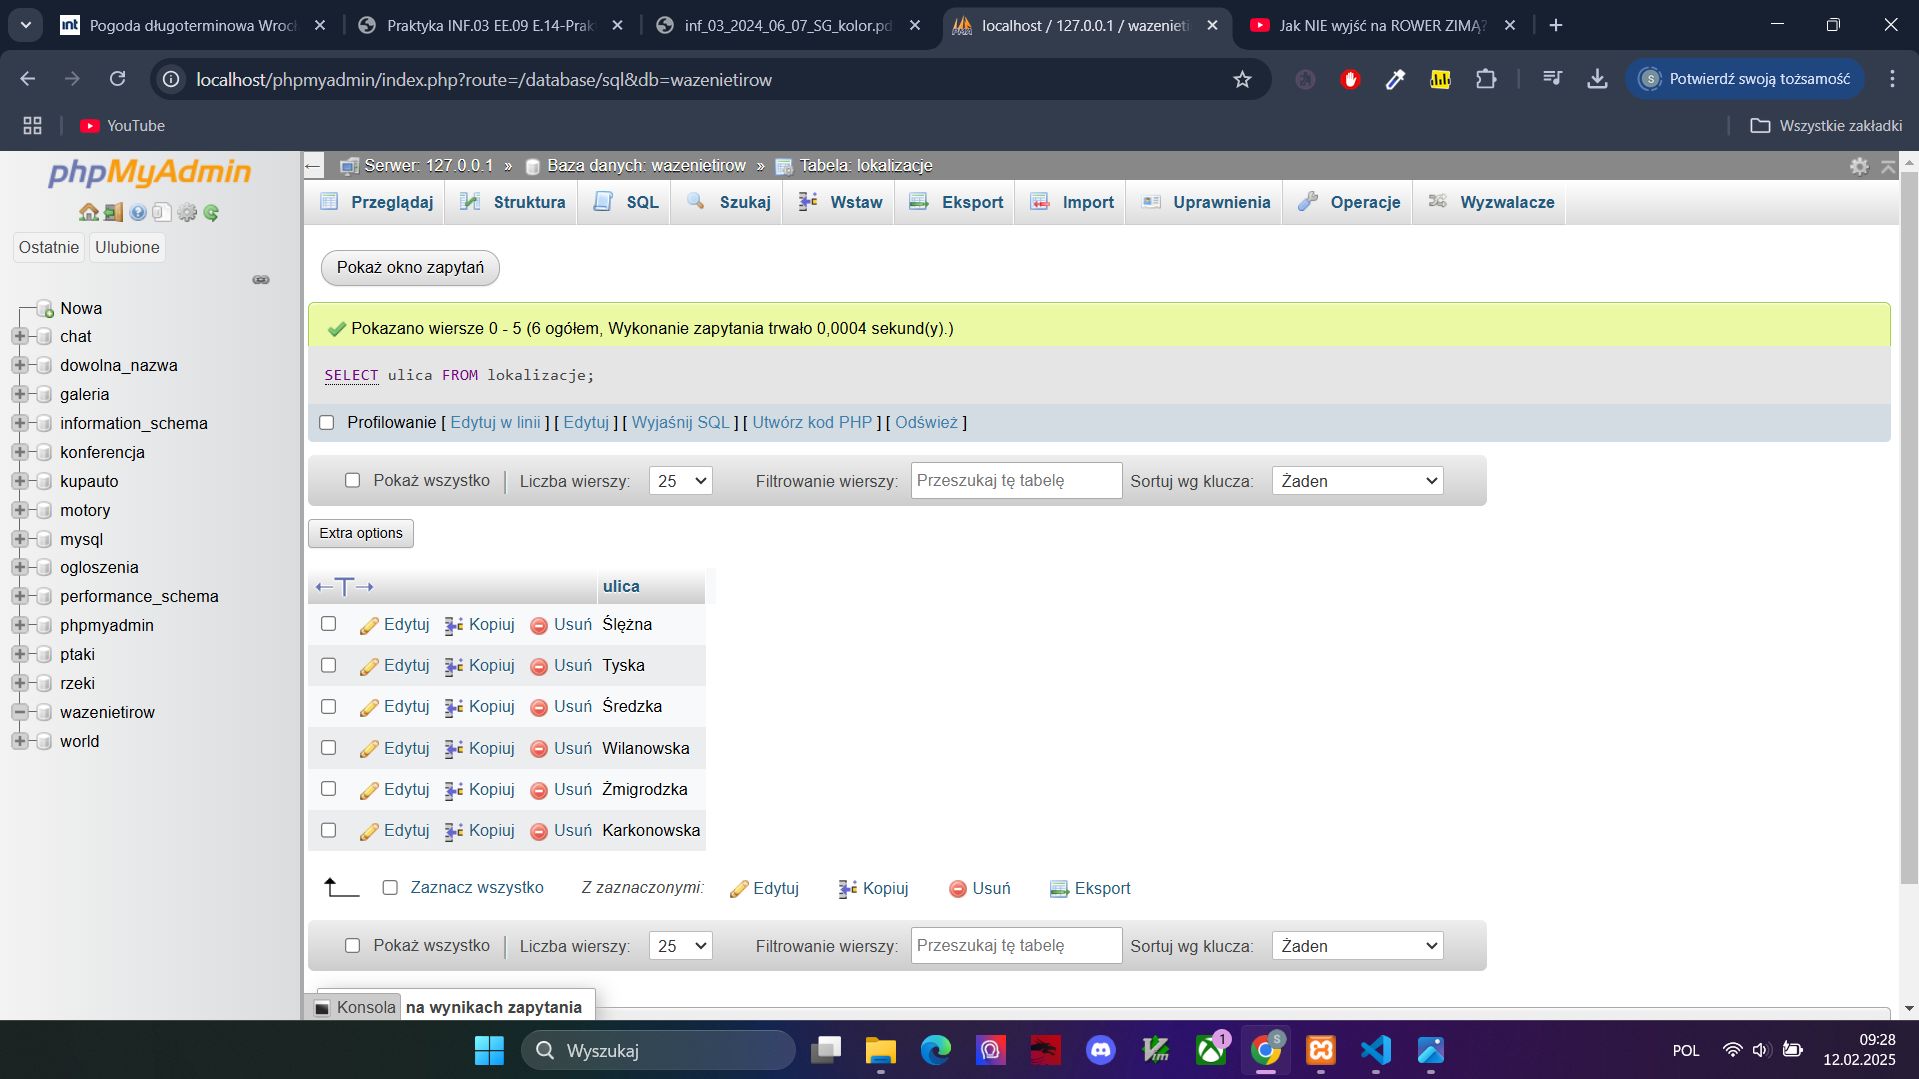 Pogoda długoterminowa Wrocł
Praktyka INF.03 EE.09 E.14-Prak
inf_03_2024_06_07_SG_kolor.pd
localhost / 127.0.0.1 / wazenieti
Jak NIE wyjść na ROWER ZIMĄ?
localhost/phpmyadmin/index.php?route=/database/sql&db=wazenietirow
S Potwierdź swoją tożsamość
YouTube
Wszystkie zakładki
phpMyAdmin
Ostatnie Ulubione
Nowa
chat
dowolna_nazwa
galeria
information_schema
konferencja
kupauto
motory
mysql
ogloszenia
performance_schema
phpmyadmin
ptaki
rzeki
wazenietirow
world
Serwer: 127.0.0.1 » Baza danych: wazenietirow » Tabela: lokalizacje
Przeglądaj Struktura SQL Szukaj Wstaw Eksport Import Uprawnienia Operacje Wyzwalacze
Pokaż okno zapytań
Pokazano wiersze 0 - 5 (6 ogółem, Wykonanie zapytania trwało 0,0004 sekund(y).)
SELECT ulica FROM lokalizacje;
Profilowanie [ Edytuj w linii ] [ Edytuj ] [ Wyjaśnij SQL ] [ Utwórz kod PHP ] [ Odśwież ]
Pokaż wszystko Liczba wierszy: 25 Filtrowanie wierszy: Przeszukaj tę tabelę Sortuj wg klucza: Żaden
Extra options
←T→ ulica
Edytuj Kopiuj Usuń Ślężna
Edytuj Kopiuj Usuń Tyska
Edytuj Kopiuj Usuń Średzka
Edytuj Kopiuj Usuń Wilanowska
Edytuj Kopiuj Usuń Żmigrodzka
Edytuj Kopiuj Usuń Karkonowska
Zaznacz wszystko Z zaznaczonymi: Edytuj Kopiuj Usuń Eksport
Pokaż wszystko Liczba wierszy: 25 Filtrowanie wierszy: Przeszukaj tę tabelę Sortuj wg klucza: Żaden
Konsola na wynikach zapytania
Wyszukaj
1
S
POL
09:28
12.02.2025